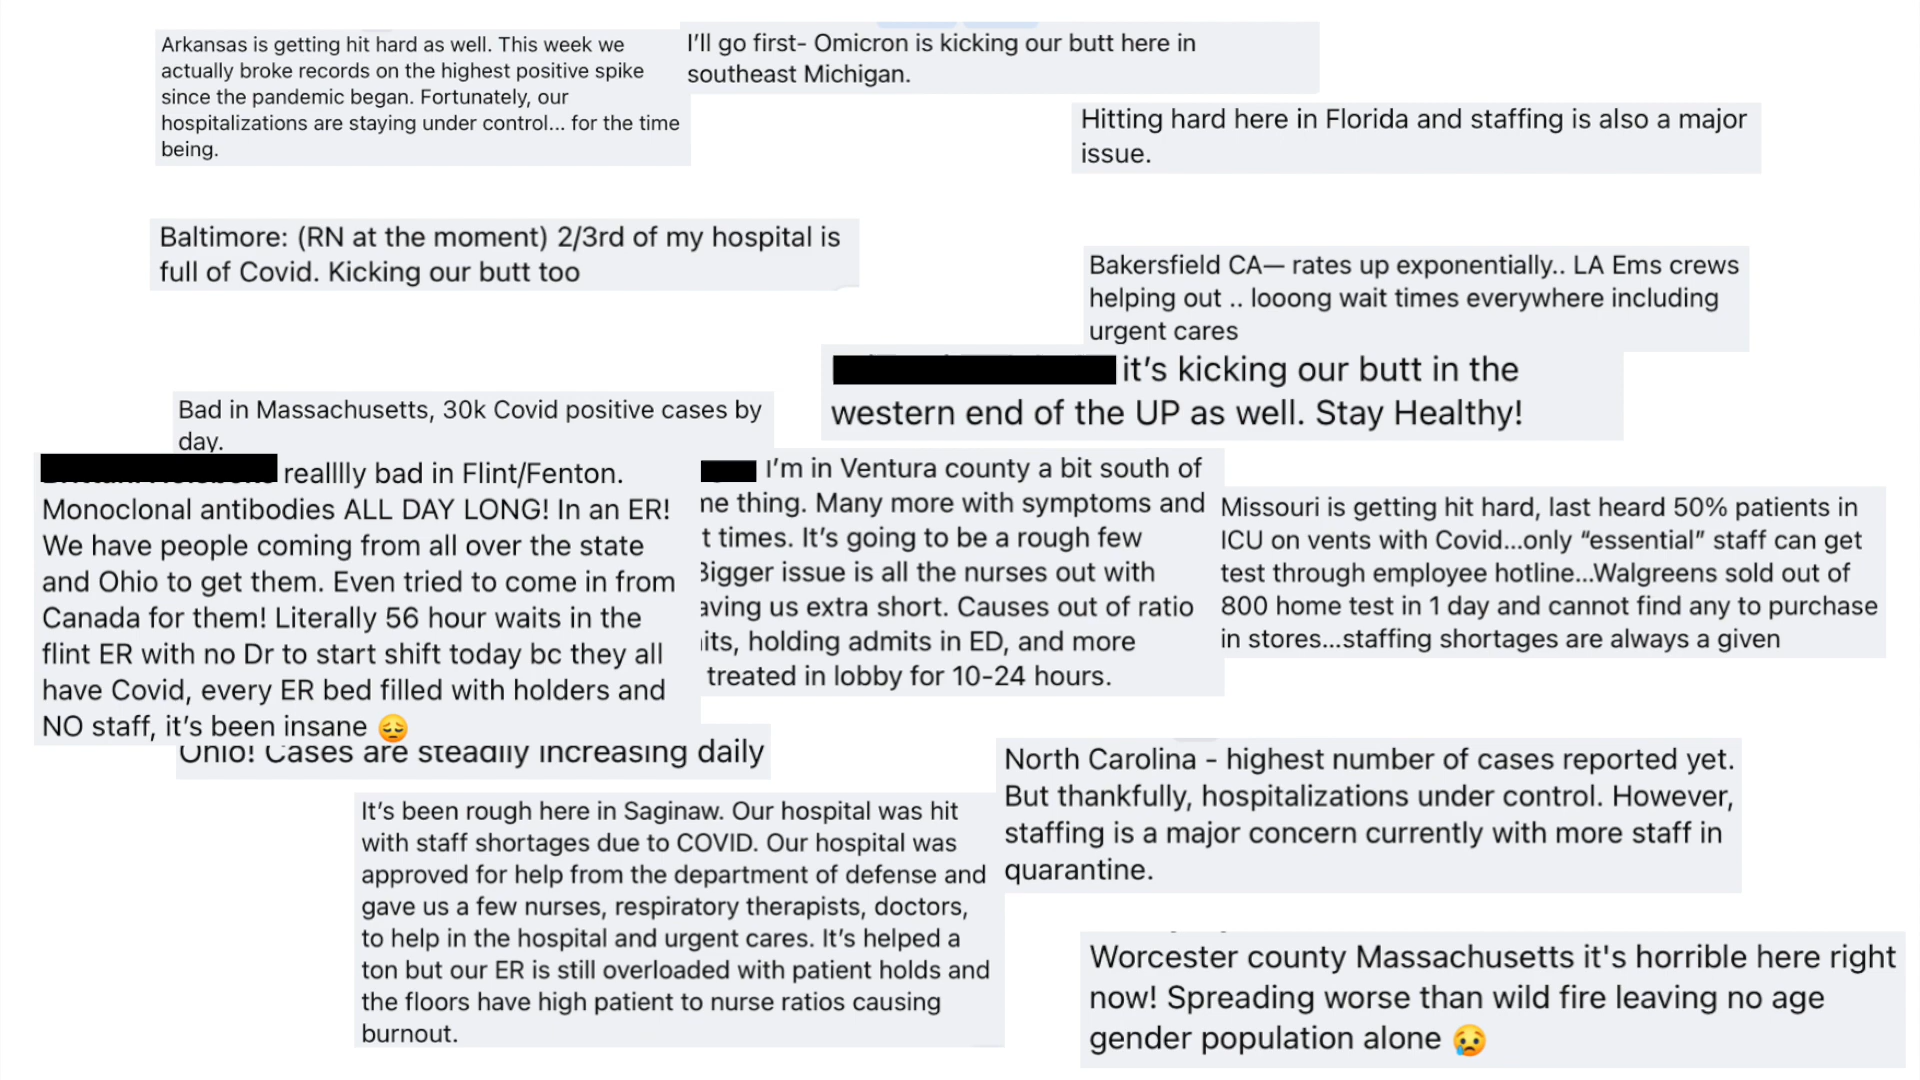 Arkansas is getting hit hard as well. This week we
actually broke records on the highest positive spike
since the pandemic began. Fortunately, our
hospitalizations are staying under control... for the time
being.
I'll go first- Omicron is kicking our butt here in
southeast Michigan.
Hitting hard here in Florida and staffing is also a major
issue.
Baltimore: (RN at the moment) 2/3rd of my hospital is
full of Covid. Kicking our butt too
Bakersfield CA— rates up exponentially.. LA Ems crews
helping out .. looong wait times everywhere including
urgent cares
it's kicking our butt in the
western end of the UP as well. Stay Healthy!
Bad in Massachusetts, 30k Covid positive cases by
day.
realllly bad in Flint/Fenton.
Monoclonal antibodies ALL DAY LONG! In an ER!
We have people coming from all over the state
and Ohio to get them. Even tried to come in from
Canada for them! Literally 56 hour waits in the
flint ER with no Dr to start shift today bc they all
have Covid, every ER bed filled with holders and
NO staff, it's been insane 😔
I'm in Ventura county a bit south of
me thing. Many more with symptoms and
t times. It's going to be a rough few
Bigger issue is all the nurses out with
aving us extra short. Causes out of ratio
its, holding admits in ED, and more
treated in lobby for 10-24 hours.
Missouri is getting hit hard, last heard 50% patients in
ICU on vents with Covid...only “essential” staff can get
test through employee hotline...Walgreens sold out of
800 home test in 1 day and cannot find any to purchase
in stores...staffing shortages are always a given
Ohio! Cases are steadily increasing daily
North Carolina - highest number of cases reported yet.
But thankfully, hospitalizations under control. However,
staffing is a major concern currently with more staff in
quarantine.
It's been rough here in Saginaw. Our hospital was hit
with staff shortages due to COVID. Our hospital was
approved for help from the department of defense and
gave us a few nurses, respiratory therapists, doctors,
to help in the hospital and urgent cares. It's helped a
ton but our ER is still overloaded with patient holds and
the floors have high patient to nurse ratios causing
burnout.
Worcester county Massachusetts it's horrible here right
now! Spreading worse than wild fire leaving no age
gender population alone 😥